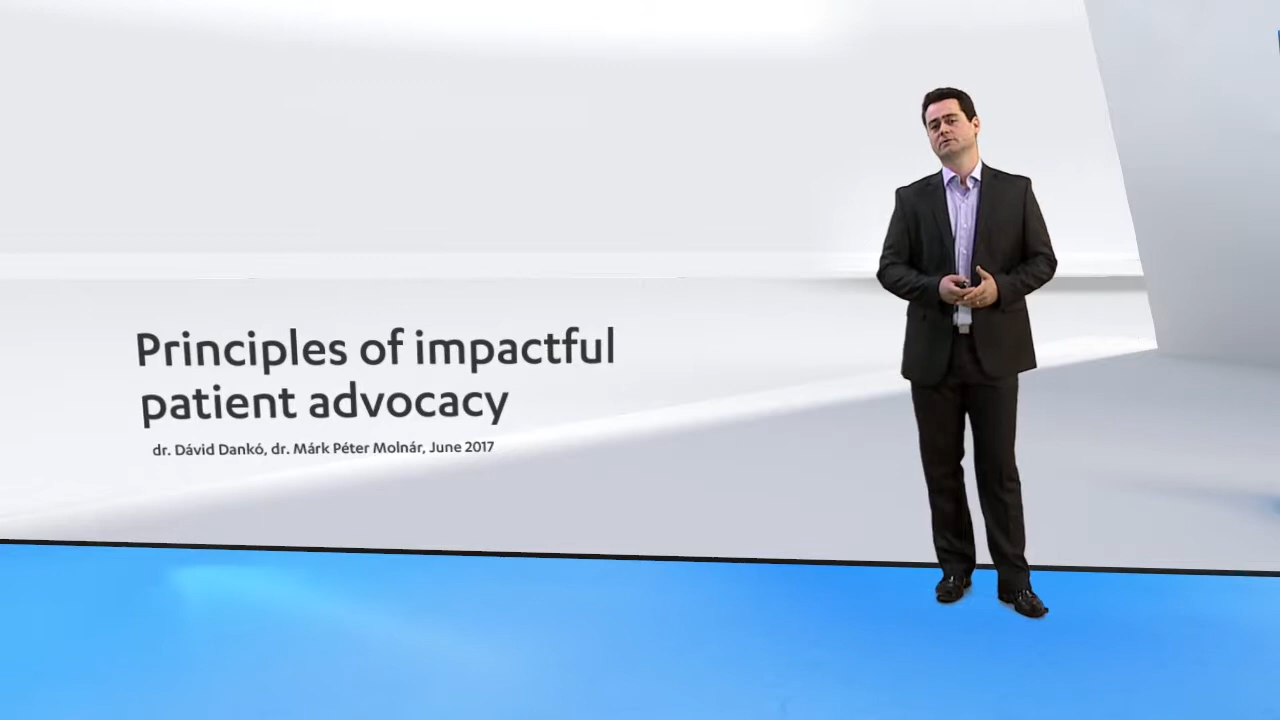 Principles of impactful
patient advocacy
dr. Dávid Dankó, dr. Márk Péter Molnár, June 2017